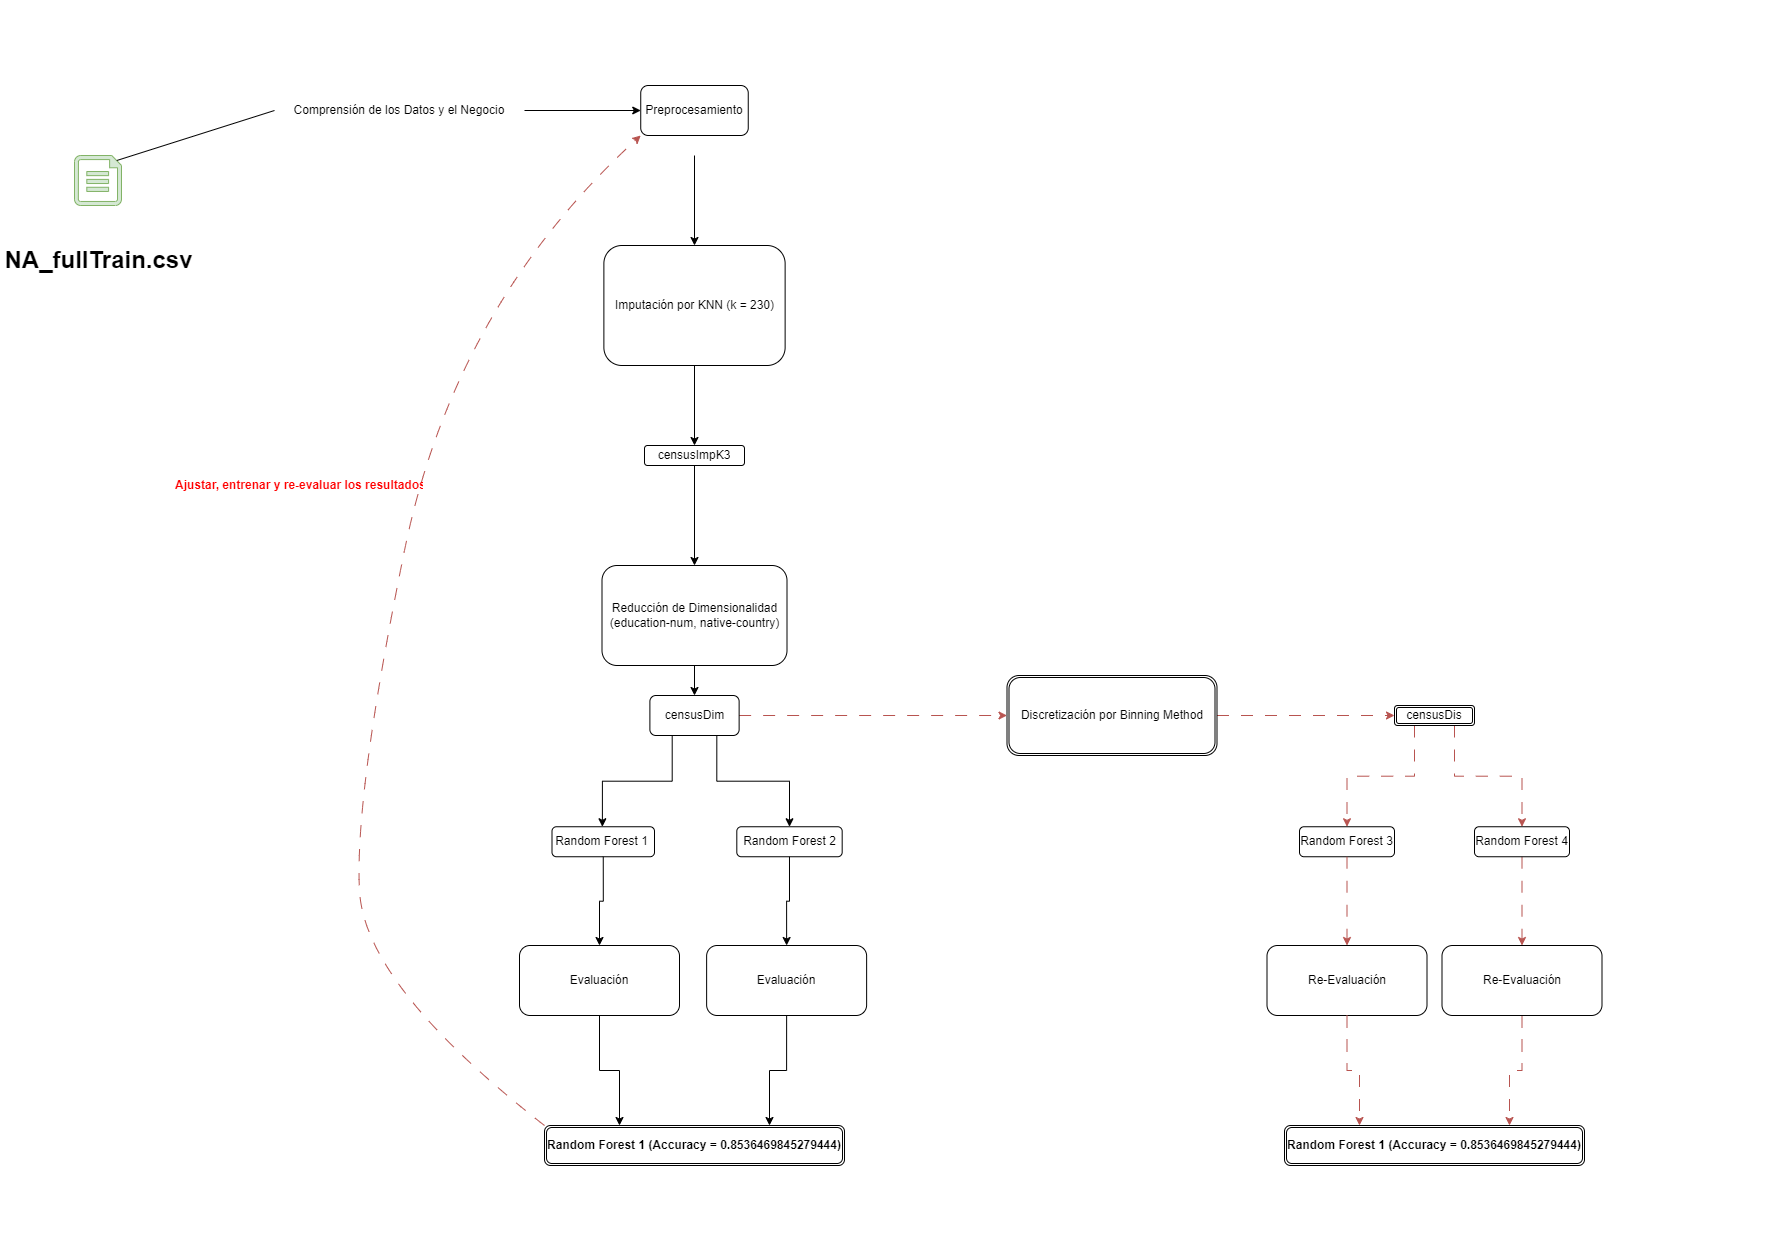 Comprensión de los Datos y el Negocio
Preprocesamiento
NA_fullTrain.csv
Imputación por KNN (k = 230)
censusImpK3
Ajustar, entrenar y re-evaluar los resultados
Reducción de Dimensionalidad
(education-num, native-country)
censusDim
Discretización por Binning Method
censusDis
Random Forest 1
Random Forest 2
Random Forest 3
Random Forest 4
Evaluación
Evaluación
Re-Evaluación
Re-Evaluación
Random Forest 1 (Accuracy = 0.8536469845279444)
Random Forest 1 (Accuracy = 0.8536469845279444)